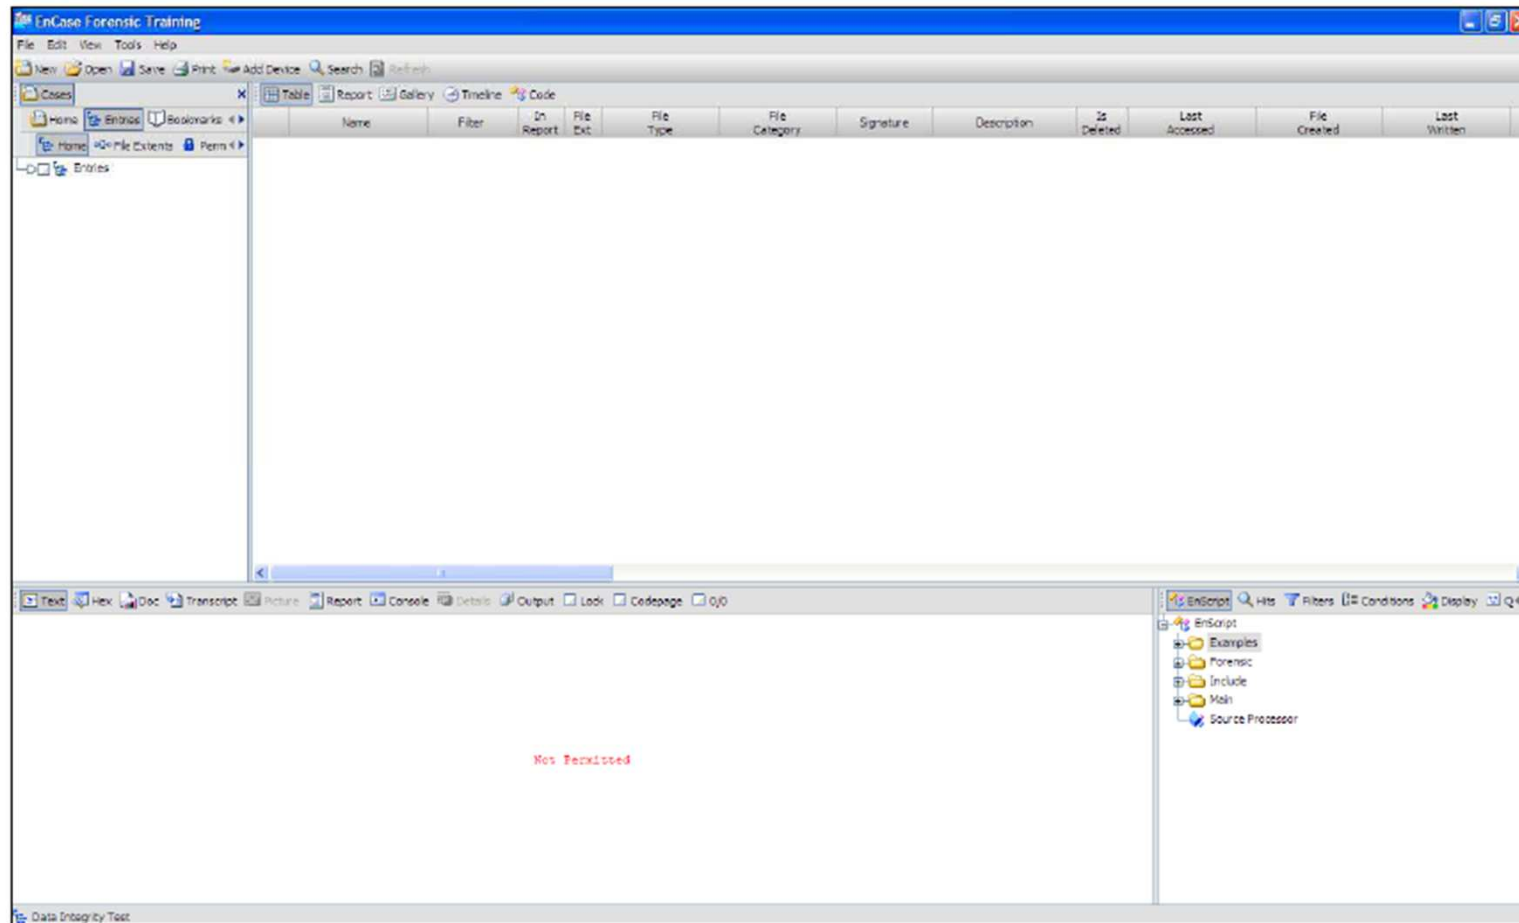 EnCase Forensic Training
File Edit View Tools Help
New Open Save Print Add Device Search Refresh
Cases
Table Report Gallery Timeline Code
Home Entries Bookmarks
Name Filter In Report File Ext File Type File Category Signature Description Is Deleted Last Accessed File Created Last Written
Home File Extents Perm
Entries
Text Hex Doc Transcript Picture Report Console Details Output Lock Codepage 0/0
EnScript Hits Filters Conditions Display Q
EnScript
Examples
Forensic
Include
Main
Source Processor
Not Permitted
Data Integrity Test